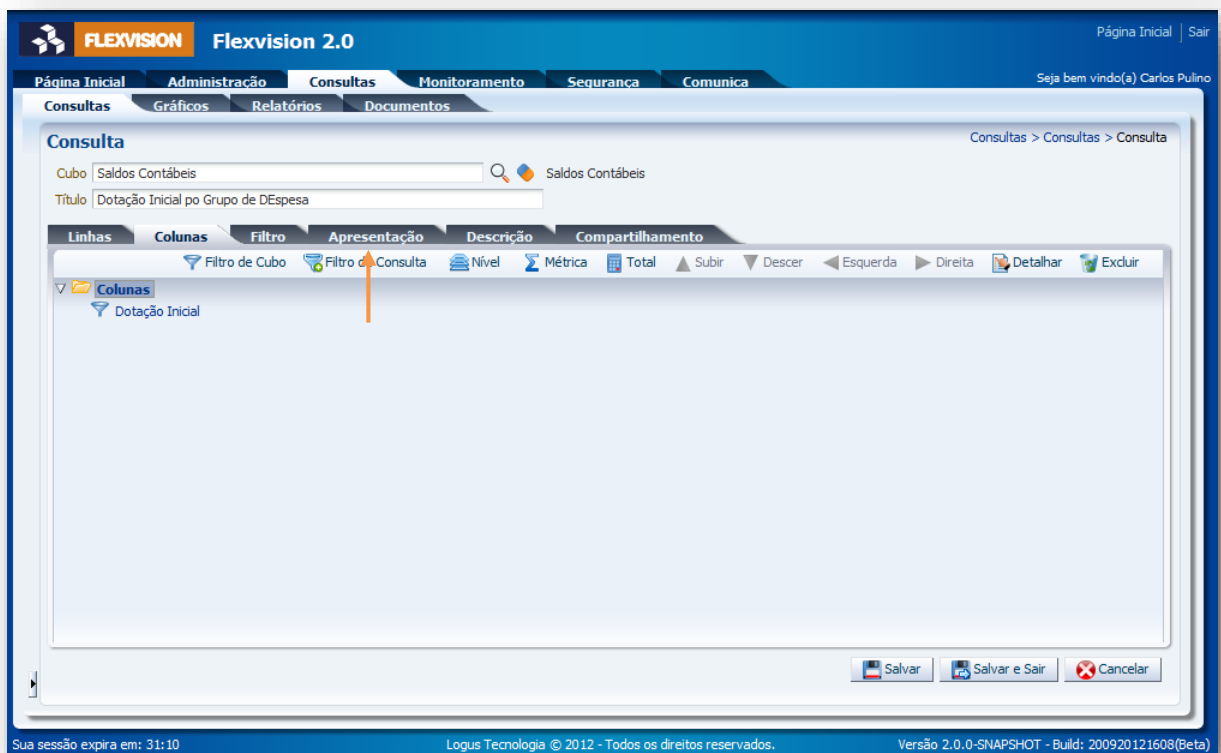 FLEXVISION Flexvision 2.0 Página Inicial Sair
Página Inicial Administração Consultas Monitoramento Segurança Comunica Seja bem vindo(a) Carlos Pulino
Consultas Gráficos Relatórios Documentos
Consulta Consultas > Consultas > Consulta
Cubo Saldos Contábeis Saldos Contábeis
Título Dotação Inicial po Grupo de DEspesa
Linhas Colunas Filtro Apresentação Descrição Compartilhamento
Filtro de Cubo Filtro de Consulta Nível Métrica Total Subir Descer Esquerda Direita Detalhar Excluir
Colunas
Dotação Inicial
Salvar Salvar e Sair Cancelar
Sua sessão expira em: 31:10 Logus Tecnologia © 2012 - Todos os direitos reservados. Versão 2.0.0-SNAPSHOT - Build: 200920121608(Beta)